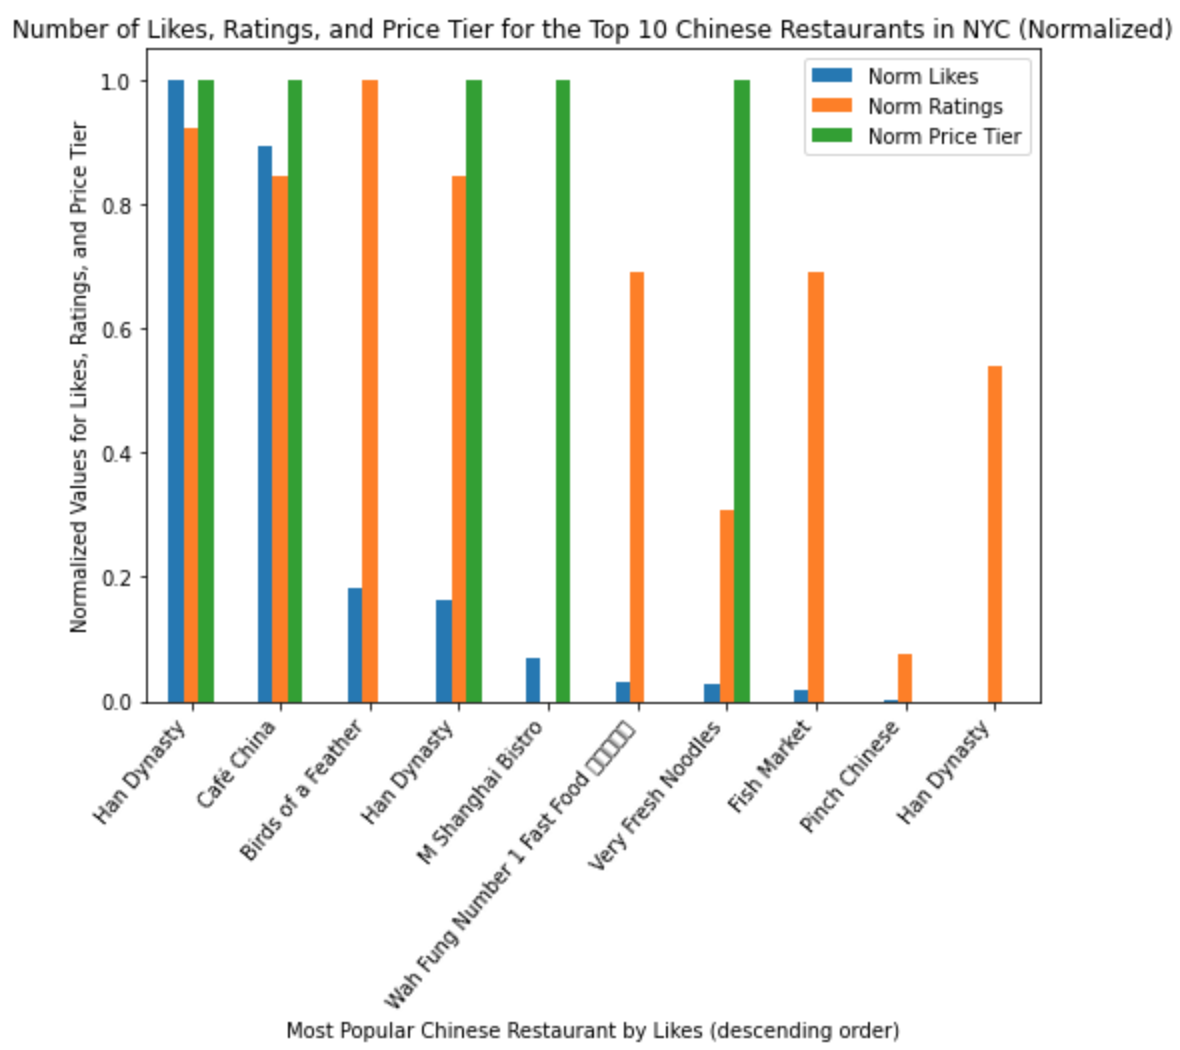 Number of Likes, Ratings, and Price Tier for the Top 10 Chinese Restaurants in NYC (Normalized)
Norm Likes
Norm Ratings
Norm Price Tier
Normalized Values for Likes, Ratings, and Price Tier
1.0
0.8
0.6
0.4
0.2
0.0
Han Dynasty
Café China
Birds of a Feather
Han Dynasty
M Shanghai Bistro
Wah Fung Number 1 Fast Food
Very Fresh Noodles
Fish Market
Pinch Chinese
Han Dynasty
Most Popular Chinese Restaurant by Likes (descending order)